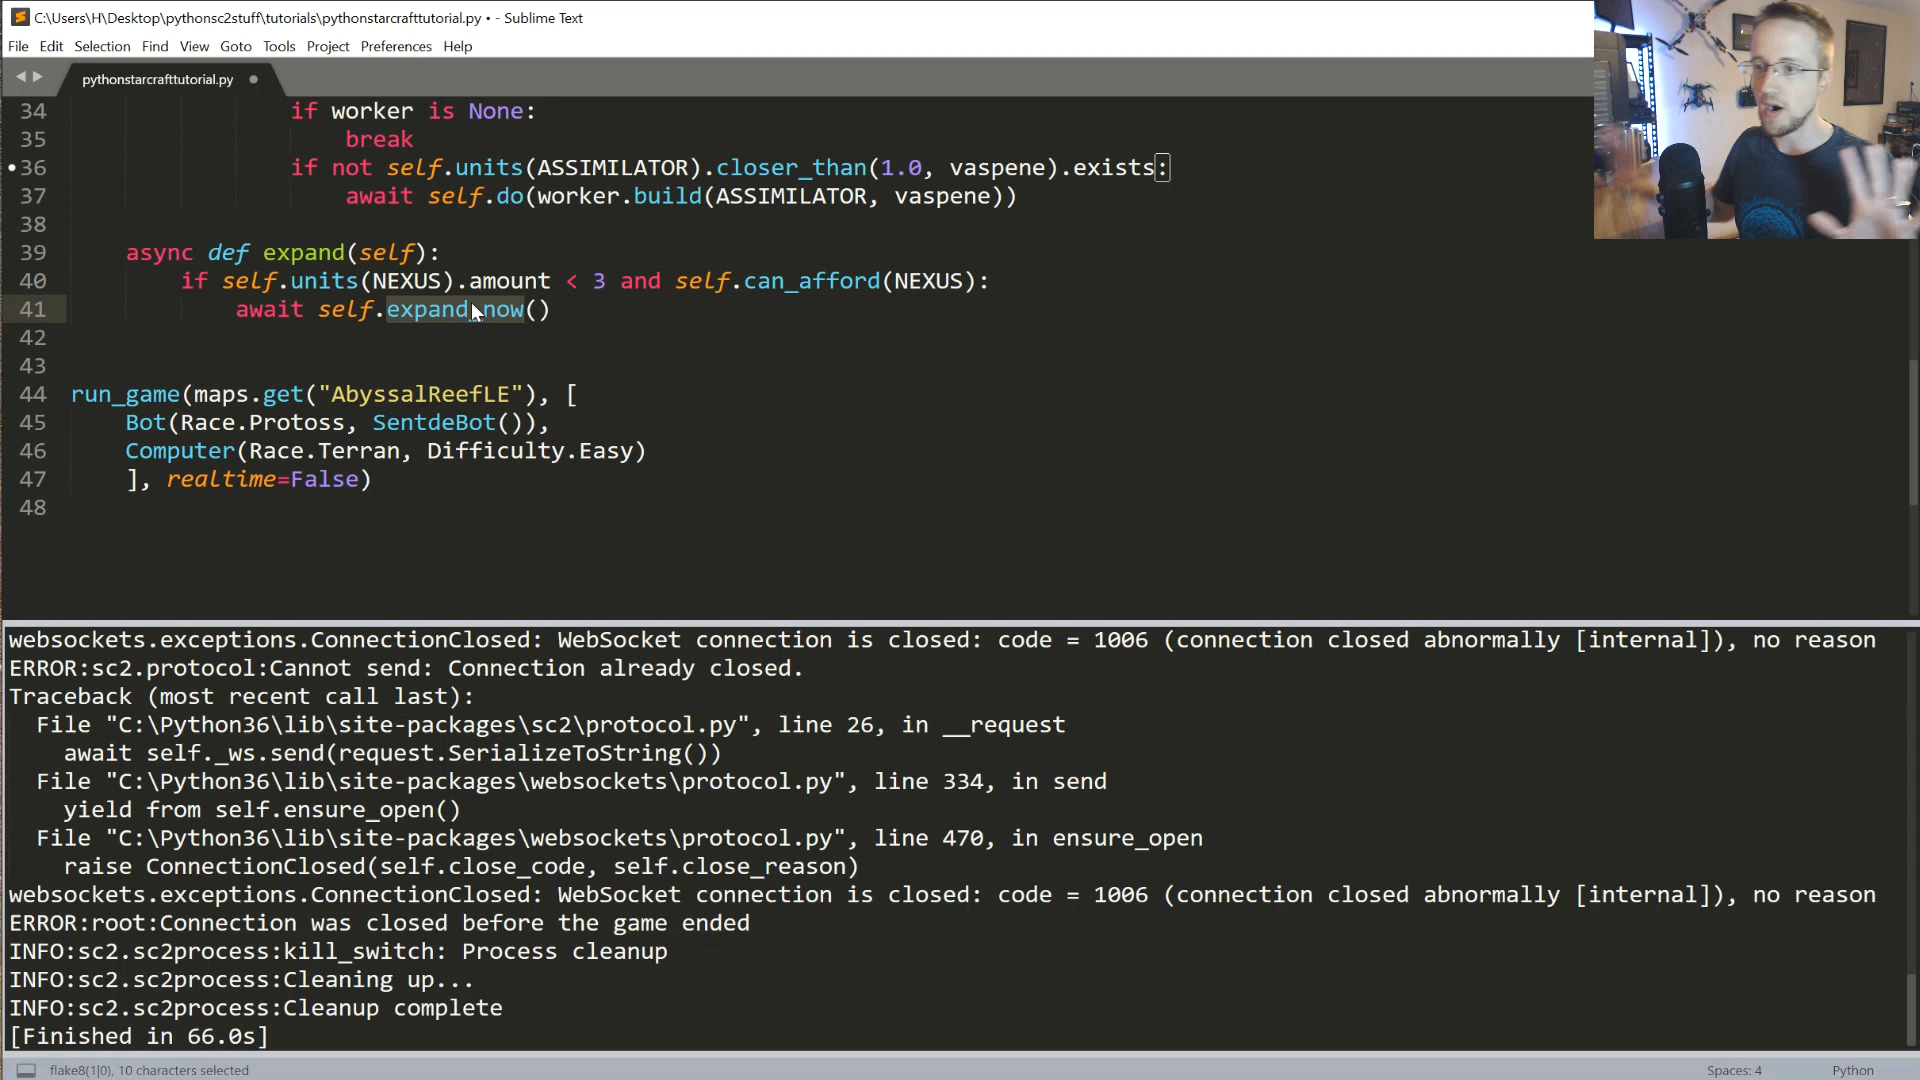 C:\Users\H\Desktop\pythonsc2stuff\tutorials\pythonstarcrafttutorial.py • - Sublime Text
File Edit Selection Find View Goto Tools Project Preferences Help
pythonstarcrafttutorial.py
34 if worker is None:
35 break
36 if not self.units(ASSIMILATOR).closer_than(1.0, vaspene).exists:
37 await self.do(worker.build(ASSIMILATOR, vaspene))
38
39 async def expand(self):
40 if self.units(NEXUS).amount < 3 and self.can_afford(NEXUS):
41 await self.expand_now()
42
43
44 run_game(maps.get("AbyssalReefLE"), [
45 Bot(Race.Protoss, SentdeBot()),
46 Computer(Race.Terran, Difficulty.Easy)
47 ], realtime=False)
48
websockets.exceptions.ConnectionClosed: WebSocket connection is closed: code = 1006 (connection closed abnormally [internal]), no reason
ERROR:sc2.protocol:Cannot send: Connection already closed.
Traceback (most recent call last):
File "C:\Python36\lib\site-packages\sc2\protocol.py", line 26, in __request
await self._ws.send(request.SerializeToString())
File "C:\Python36\lib\site-packages\websockets\protocol.py", line 334, in send
yield from self.ensure_open()
File "C:\Python36\lib\site-packages\websockets\protocol.py", line 470, in ensure_open
raise ConnectionClosed(self.close_code, self.close_reason)
websockets.exceptions.ConnectionClosed: WebSocket connection is closed: code = 1006 (connection closed abnormally [internal]), no reason
ERROR:root:Connection was closed before the game ended
INFO:sc2.sc2process:kill_switch: Process cleanup
INFO:sc2.sc2process:Cleaning up...
INFO:sc2.sc2process:Cleanup complete
[Finished in 66.0s]
flake8(1|0), 10 characters selected Spaces: 4 Python